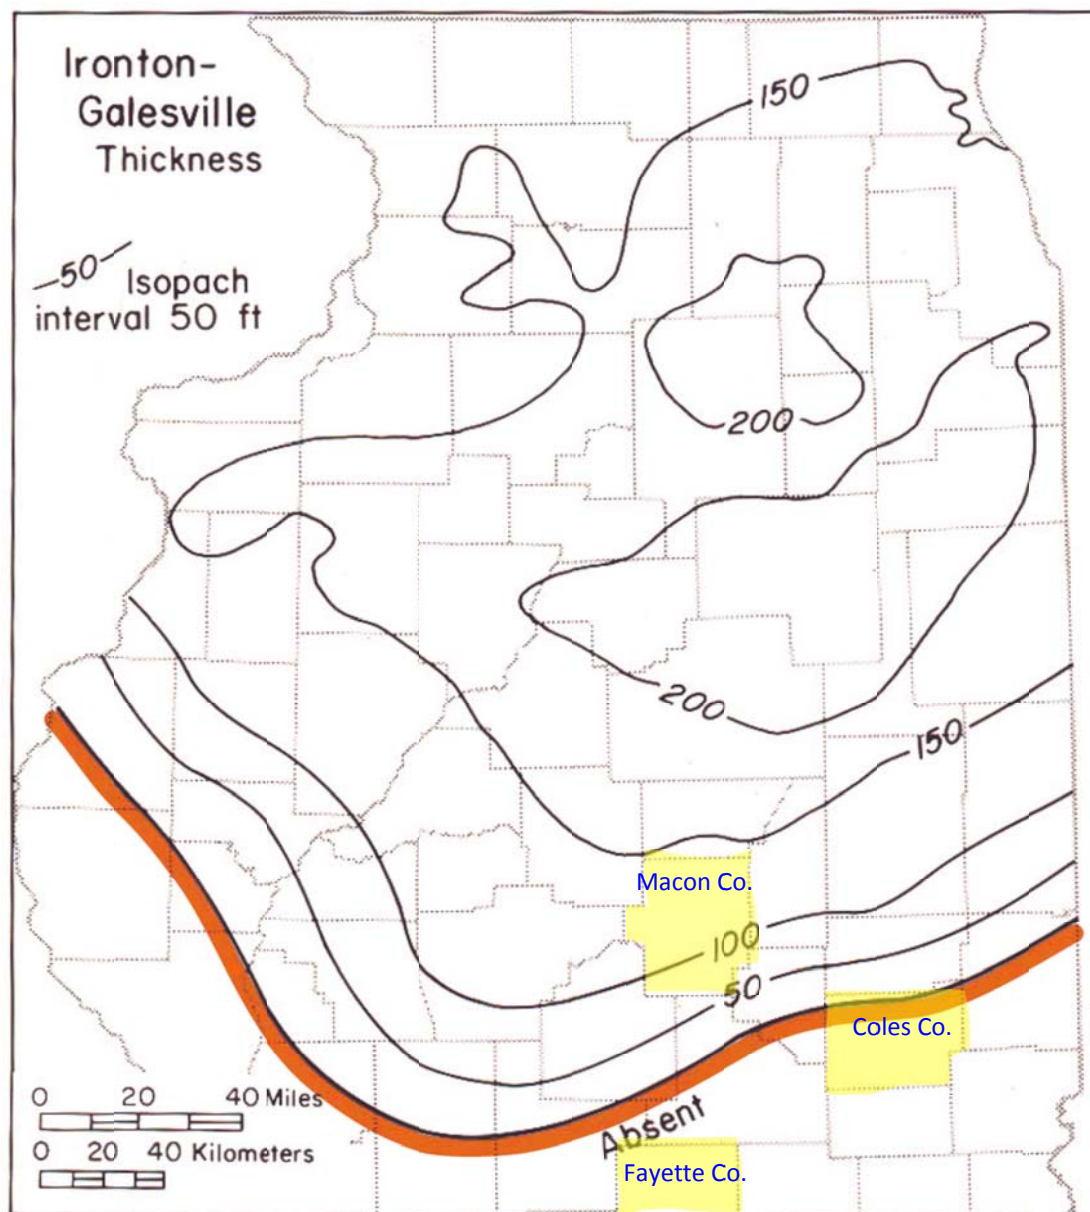 Ironton-
Galesville
Thickness
50
Isopach
interval 50 ft
150
200
200
150
Macon Co.
100
50
Coles Co.
Absent
Fayette Co.
0 20 40 Miles
0 20 40 Kilometers